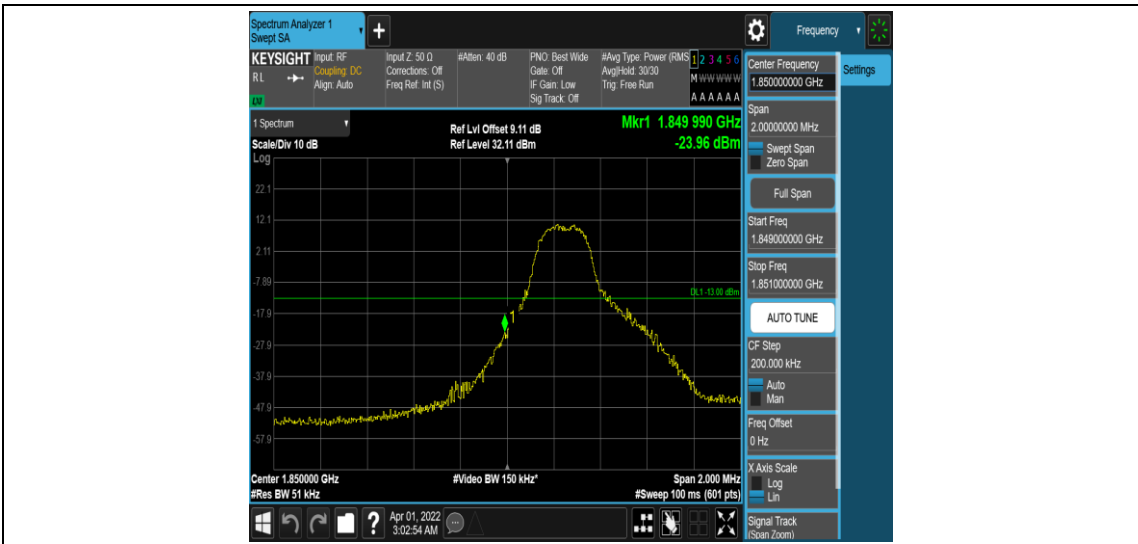 Spectrum Analyzer 1
Swept SA
+
Frequency
KEYSIGHT
RL
LXI
Input: RF
Coupling: DC
Align: Auto
Input Z: 50 Ω
Corrections: Off
Freq Ref: Int (S)
#Atten: 40 dB
PNO: Best Wide
Gate: Off
IF Gain: Low
Sig Track: Off
#Avg Type: Power (RMS
Avg|Hold: 30/30
Trig: Free Run
1 2 3 4 5 6
M W W W W W
A A A A A A
Center Frequency
1.850000000 GHz
Settings
Span
2.00000000 MHz
Swept Span
Zero Span
Full Span
Start Freq
1.849000000 GHz
Stop Freq
1.851000000 GHz
AUTO TUNE
CF Step
200.000 kHz
Auto
Man
Freq Offset
0 Hz
X Axis Scale
Log
Lin
Signal Track
(Span Zoom)
1 Spectrum
Scale/Div 10 dB
Log
Ref Lvl Offset 9.11 dB
Ref Level 32.11 dBm
Mkr1 1.849 990 GHz
-23.96 dBm
22.1
12.1
2.11
-7.89
DL1 -13.00 dBm
-17.9
1
-27.9
-37.9
-47.9
-57.9
Center 1.850000 GHz
#Res BW 51 kHz
#Video BW 150 kHz*
Span 2.000 MHz
#Sweep 100 ms (601 pts)
?
Apr 01, 2022
3:02:54 AM